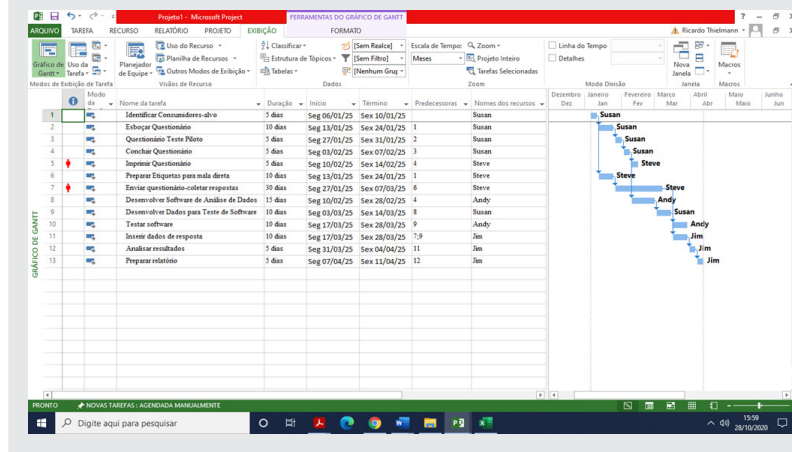 Projeto1 - Microsoft Project
FERRAMENTAS DO GRÁFICO DE GANTT
ARQUIVO TAREFA RECURSO RELATÓRIO PROJETO EXIBIÇÃO FORMATO
Ricardo Thielmann
Gráfico de Gantt
Uso da Tarefa
Modos de Exibição de Tarefa
Planejador de Equipe
Uso do Recurso
Planilha de Recursos
Outros Modos de Exibição
Visões de Recurso
Classificar
Estrutura de Tópicos
Tabelas
[Sem Realce]
[Sem Filtro]
[Nenhum Grup
Dados
Escala de Tempo:
Meses
Zoom
Projeto Inteiro
Tarefas Selecionadas
Zoom
Linha do Tempo
Detalhes
Modo Divisão
Nova Janela
Janela
Macros
Macros
Modo da Nome da tarefa Duração Início Término Predecessoras Nomes dos recursos
Dezembro Janeiro Fevereiro Março Abril Maio Junho
Dez Jan Fev Mar Abr Maio Jun
1 Identificar Consumidores-alvo 5 dias Seg 06/01/25 Sex 10/01/25 Susan Susan
2 Esboçar Questionário 10 dias Seg 13/01/25 Sex 24/01/25 1 Susan Susan
3 Questionário Teste Piloto 5 dias Seg 27/01/25 Sex 31/01/25 2 Susan Susan
4 Concluir Questionário 5 dias Seg 03/02/25 Sex 07/02/25 3 Susan Susan
5 Imprimir Questionário 5 dias Seg 10/02/25 Sex 14/02/25 4 Steve Steve
6 Preparar Etiquetas para mala direta 10 dias Seg 13/01/25 Sex 24/01/25 1 Steve Steve
7 Enviar questionário-coletar respostas 30 dias Seg 27/01/25 Sex 07/03/25 6 Steve Steve
8 Desenvolver Software de Análise de Dados 15 dias Seg 10/02/25 Sex 28/02/25 4 Andy Andy
9 Desenvolver Dados para Teste de Software 10 dias Seg 03/03/25 Sex 14/03/25 8 Susan Susan
10 Testar software 10 dias Seg 17/03/25 Sex 28/03/25 9 Andy Andy
11 Inserir dados de resposta 10 dias Seg 17/03/25 Sex 28/03/25 7;9 Jim Jim
12 Analisar resultados 5 dias Seg 31/03/25 Sex 04/04/25 11 Jim Jim
13 Preparar relatório 5 dias Seg 07/04/25 Sex 11/04/25 12 Jim Jim
GRÁFICO DE GANTT
PRONTO NOVAS TAREFAS : AGENDADA MANUALMENTE
Digite aqui para pesquisar
15:59
28/10/2020